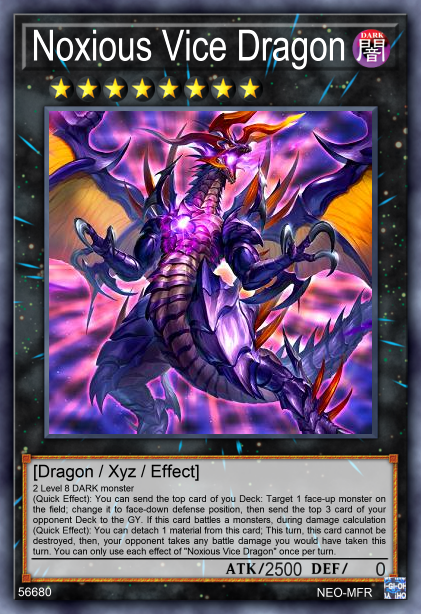 Noxious Vice Dragon
DARK
闇
[Dragon / Xyz / Effect]
2 Level 8 DARK monster
(Quick Effect): You can send the top card of you Deck: Target 1 face-up monster on
the field; change it to face-down defense position, then send the top 3 card of your
opponent Deck to the GY. If this card battles a monsters, during damage calculation
(Quick Effect): You can detach 1 material from this card; This turn, this card cannot be
destroyed, then, your opponent takes any battle damage you would have taken this
turn. You can only use each effect of "Noxious Vice Dragon" once per turn.
ATK/2500 DEF/ 0
56680 NEO-MFR